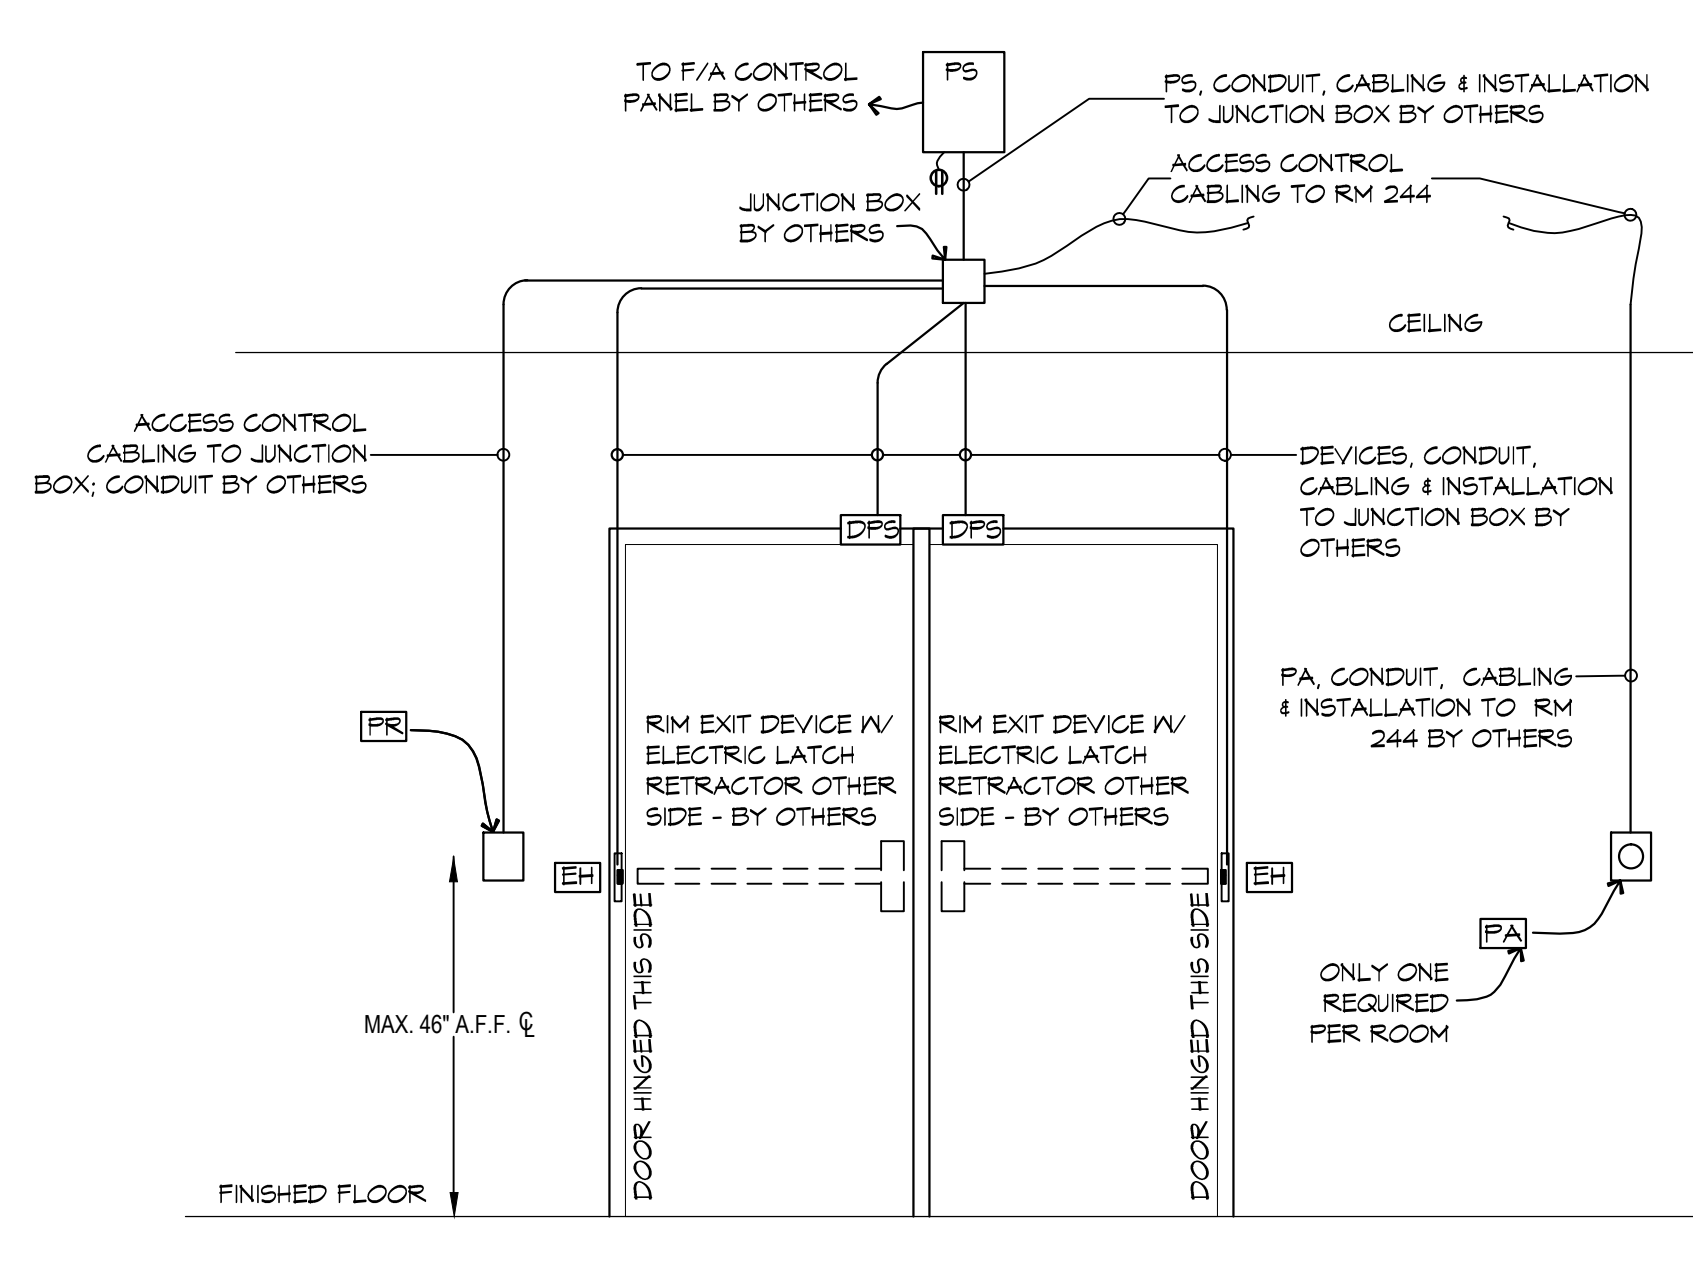 TO F/A CONTROL
PANEL BY OTHERS
PS
PS, CONDUIT, CABLING & INSTALLATION
TO JUNCTION BOX BY OTHERS
ACCESS CONTROL
CABLING TO RM 244
JUNCTION BOX
BY OTHERS
CEILING
ACCESS CONTROL
CABLING TO JUNCTION
BOX; CONDUIT BY OTHERS
DEVICES, CONDUIT,
CABLING & INSTALLATION
TO JUNCTION BOX BY
OTHERS
DPS
DPS
PA, CONDUIT, CABLING
& INSTALLATION TO RM
244 BY OTHERS
PR
RIM EXIT DEVICE W/
ELECTRIC LATCH
RETRACTOR OTHER
SIDE - BY OTHERS
RIM EXIT DEVICE W/
ELECTRIC LATCH
RETRACTOR OTHER
SIDE - BY OTHERS
EH
EH
DOOR HINGED THIS SIDE
DOOR HINGED THIS SIDE
PA
ONLY ONE
REQUIRED
PER ROOM
MAX. 46" A.F.F. ℄
FINISHED FLOOR